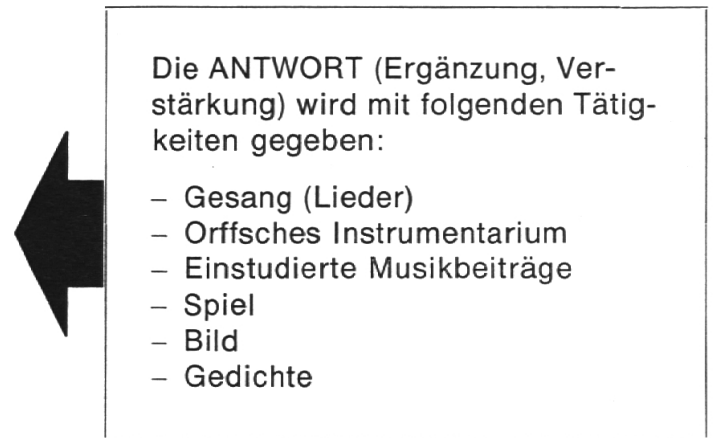 Die ANTWORT (Ergänzung, Ver-
stärkung) wird mit folgenden Tätig-
keiten gegeben:
– Gesang (Lieder)
– Orffsches Instrumentarium
– Einstudierte Musikbeiträge
– Spiel
– Bild
– Gedichte